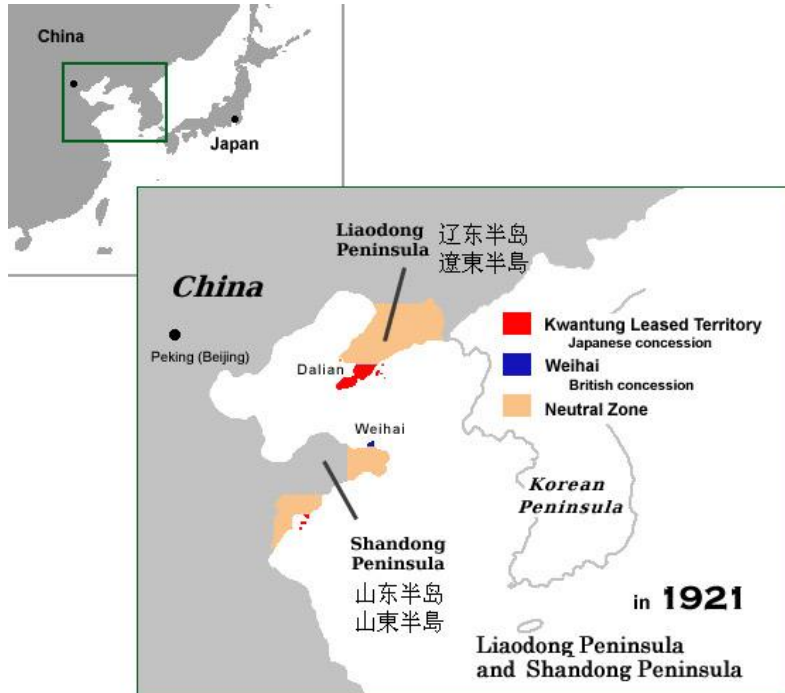 China
Japan
Liaodong
Peninsula
辽东半岛
遼東半島
China
Peking (Beijing)
Dalian
Weihai
Kwantung Leased Territory
Japanese concession
Weihai
British concession
Neutral Zone
Korean
Peninsula
Shandong
Peninsula
山东半岛
山東半島
in 1921
Liaodong Peninsula
and Shandong Peninsula